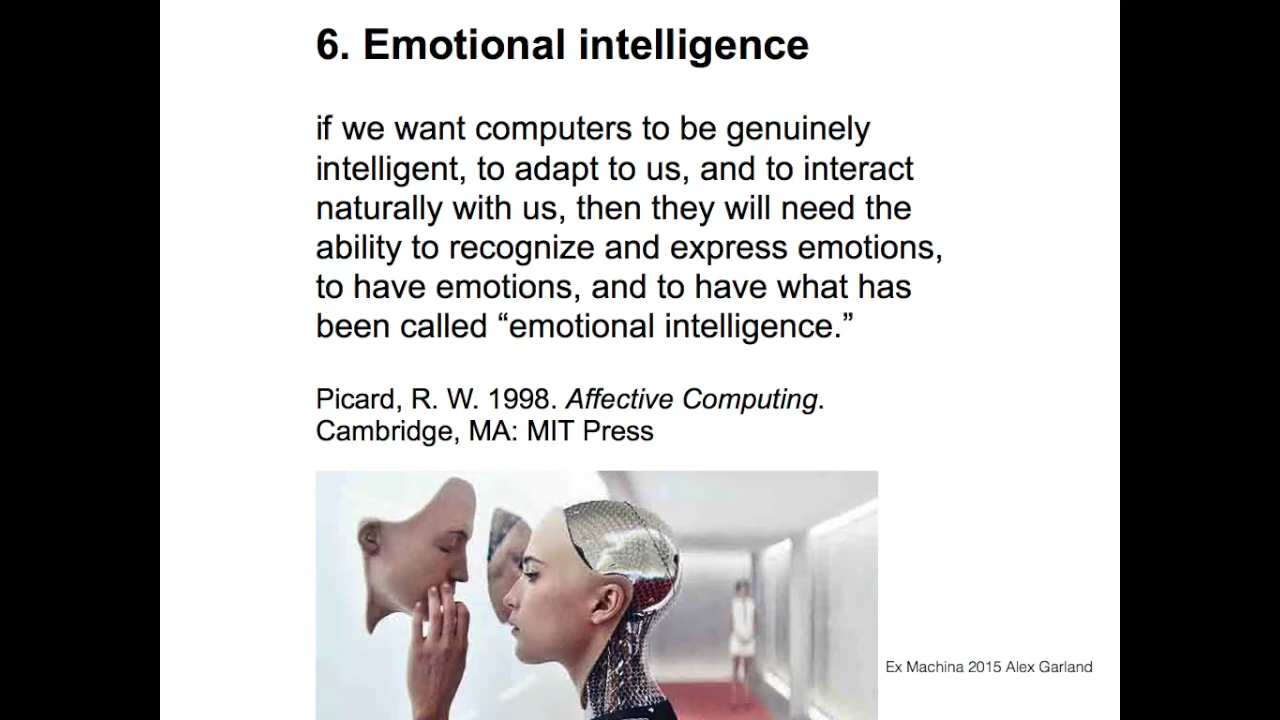 6. Emotional intelligence
if we want computers to be genuinely
intelligent, to adapt to us, and to interact
naturally with us, then they will need the
ability to recognize and express emotions,
to have emotions, and to have what has
been called “emotional intelligence.”
Picard, R. W. 1998. Affective Computing.
Cambridge, MA: MIT Press
Ex Machina 2015 Alex Garland